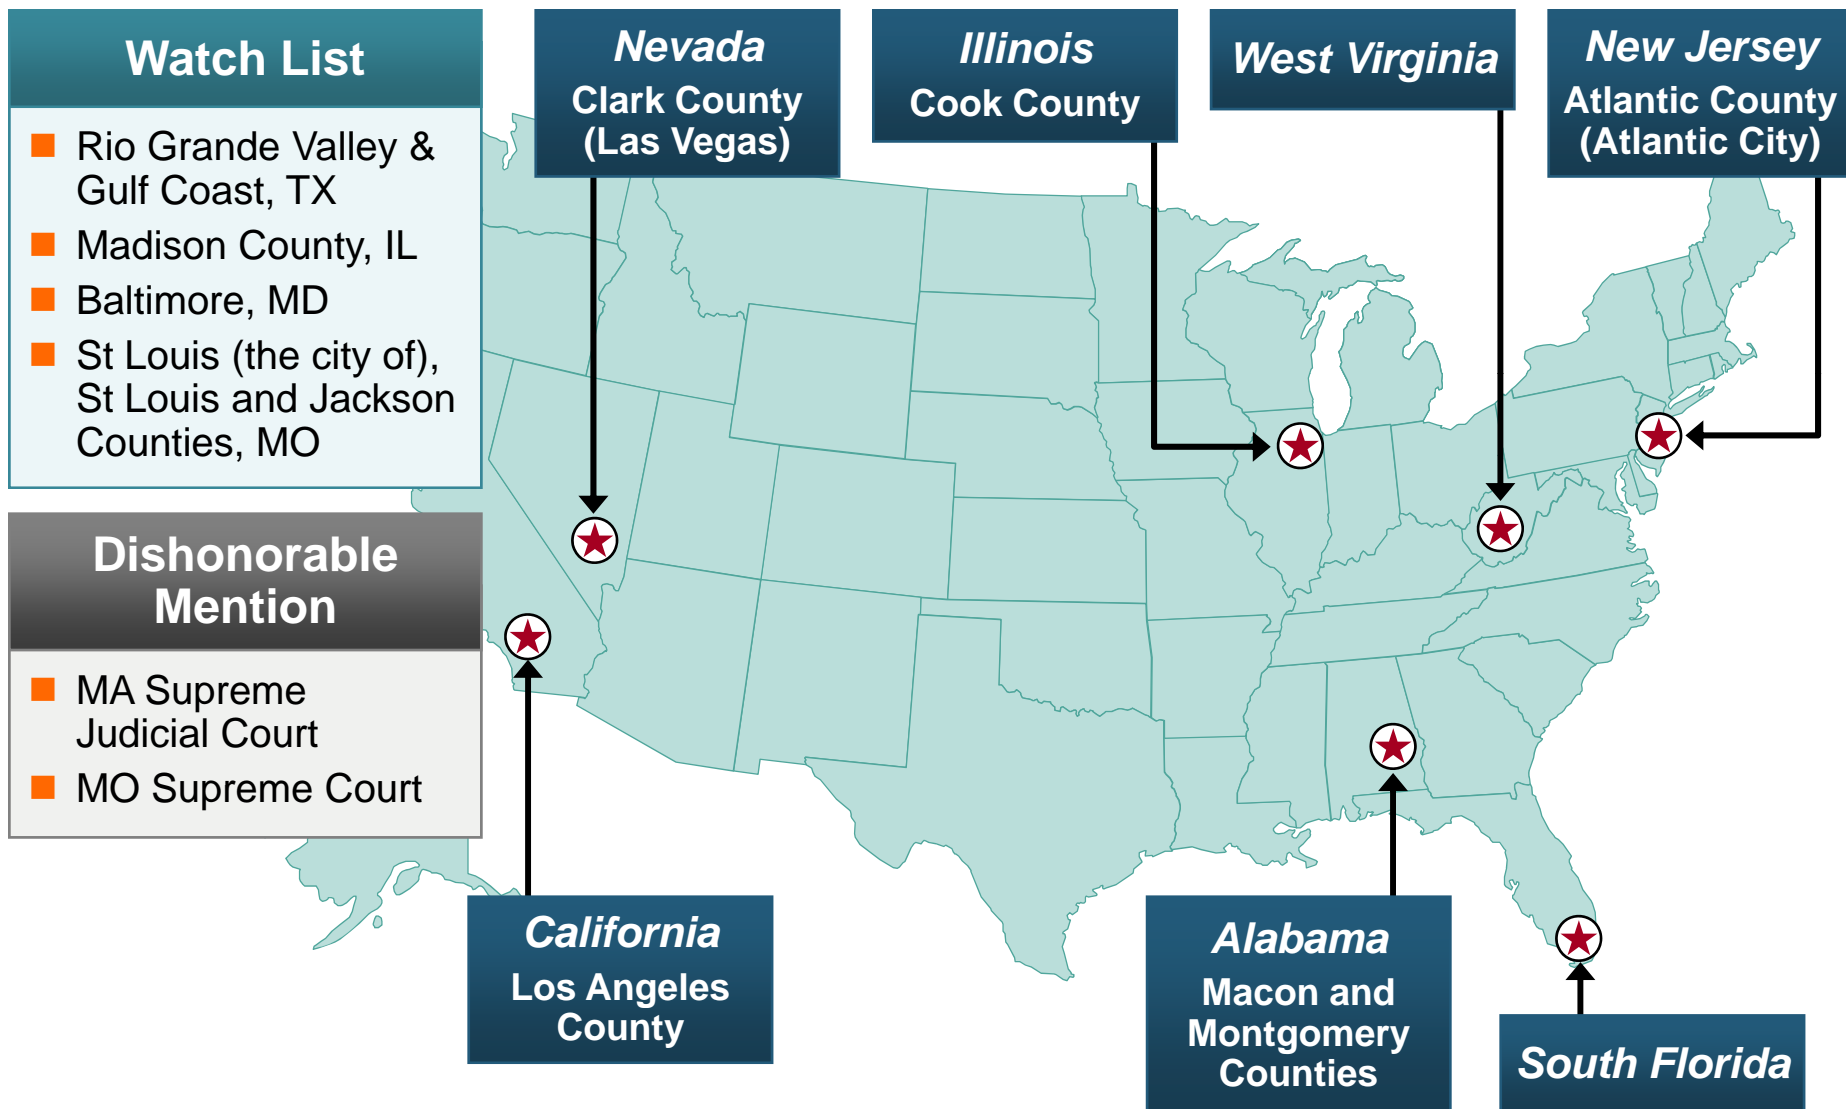 Watch List
Rio Grande Valley &
Gulf Coast, TX
Madison County, IL
Baltimore, MD
St Louis (the city of),
St Louis and Jackson
Counties, MO
Dishonorable
Mention
MA Supreme
Judicial Court
MO Supreme Court
Nevada
Clark County
(Las Vegas)
Illinois
Cook County
West Virginia
New Jersey
Atlantic County
(Atlantic City)
California
Los Angeles
County
Alabama
Macon and
Montgomery
Counties
South Florida